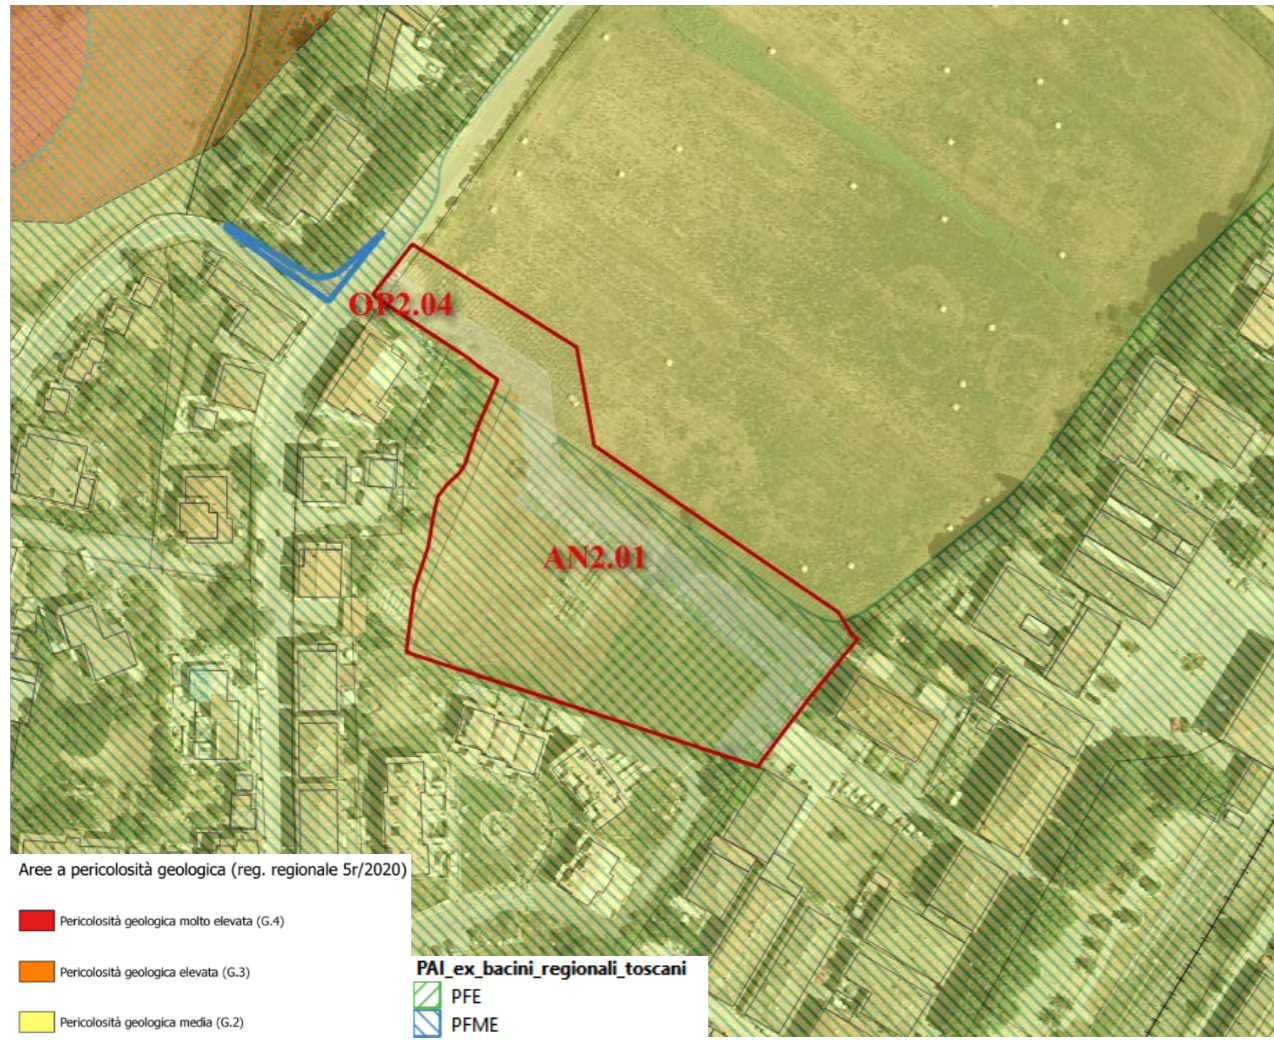 OP2.04
AN2.01
Aree a pericolosità geologica (reg. regionale 5r/2020)
Pericolosità geologica molto elevata (G.4)
Pericolosità geologica elevata (G.3)
Pericolosità geologica media (G.2)
PAI_ex_bacini_regionali_toscani
PFE
PFME